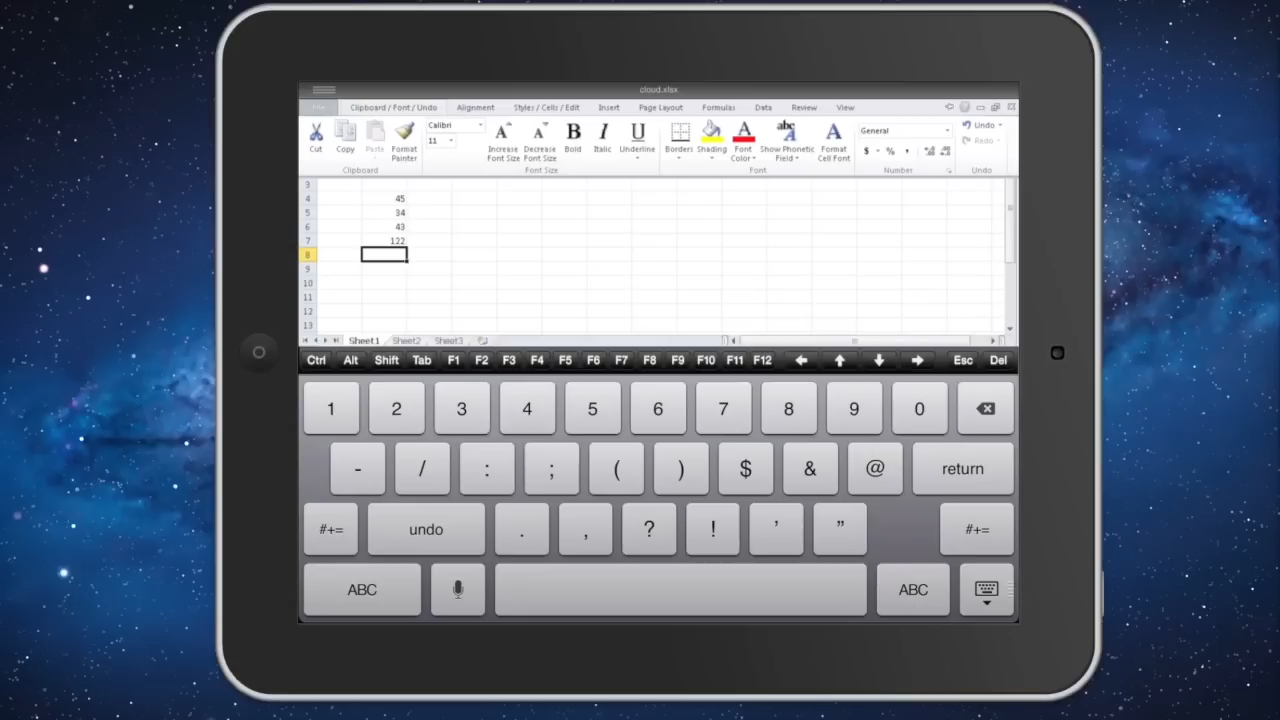 cloud.xlsx
File Clipboard / Font / Undo Alignment Styles / Cells / Edit Insert Page Layout Formulas Data Review View
Calibri
11
Cut Copy Paste Format Painter
Increase Font Size Decrease Font Size Bold Italic Underline
Borders Shading Font Color Show Phonetic Field Format Cell Font
General
$ % ,
Undo
Redo
Clipboard Font Size Font Number Undo
3
4 45
5 34
6 43
7 122
8
9
10
11
12
13
Sheet1 Sheet2 Sheet3
Ctrl Alt Shift Tab F1 F2 F3 F4 F5 F6 F7 F8 F9 F10 F11 F12 Esc Del
1 2 3 4 5 6 7 8 9 0
- / : ; ( ) $ & @ return
#+= undo . , ? ! ’ ” #+=
ABC ABC